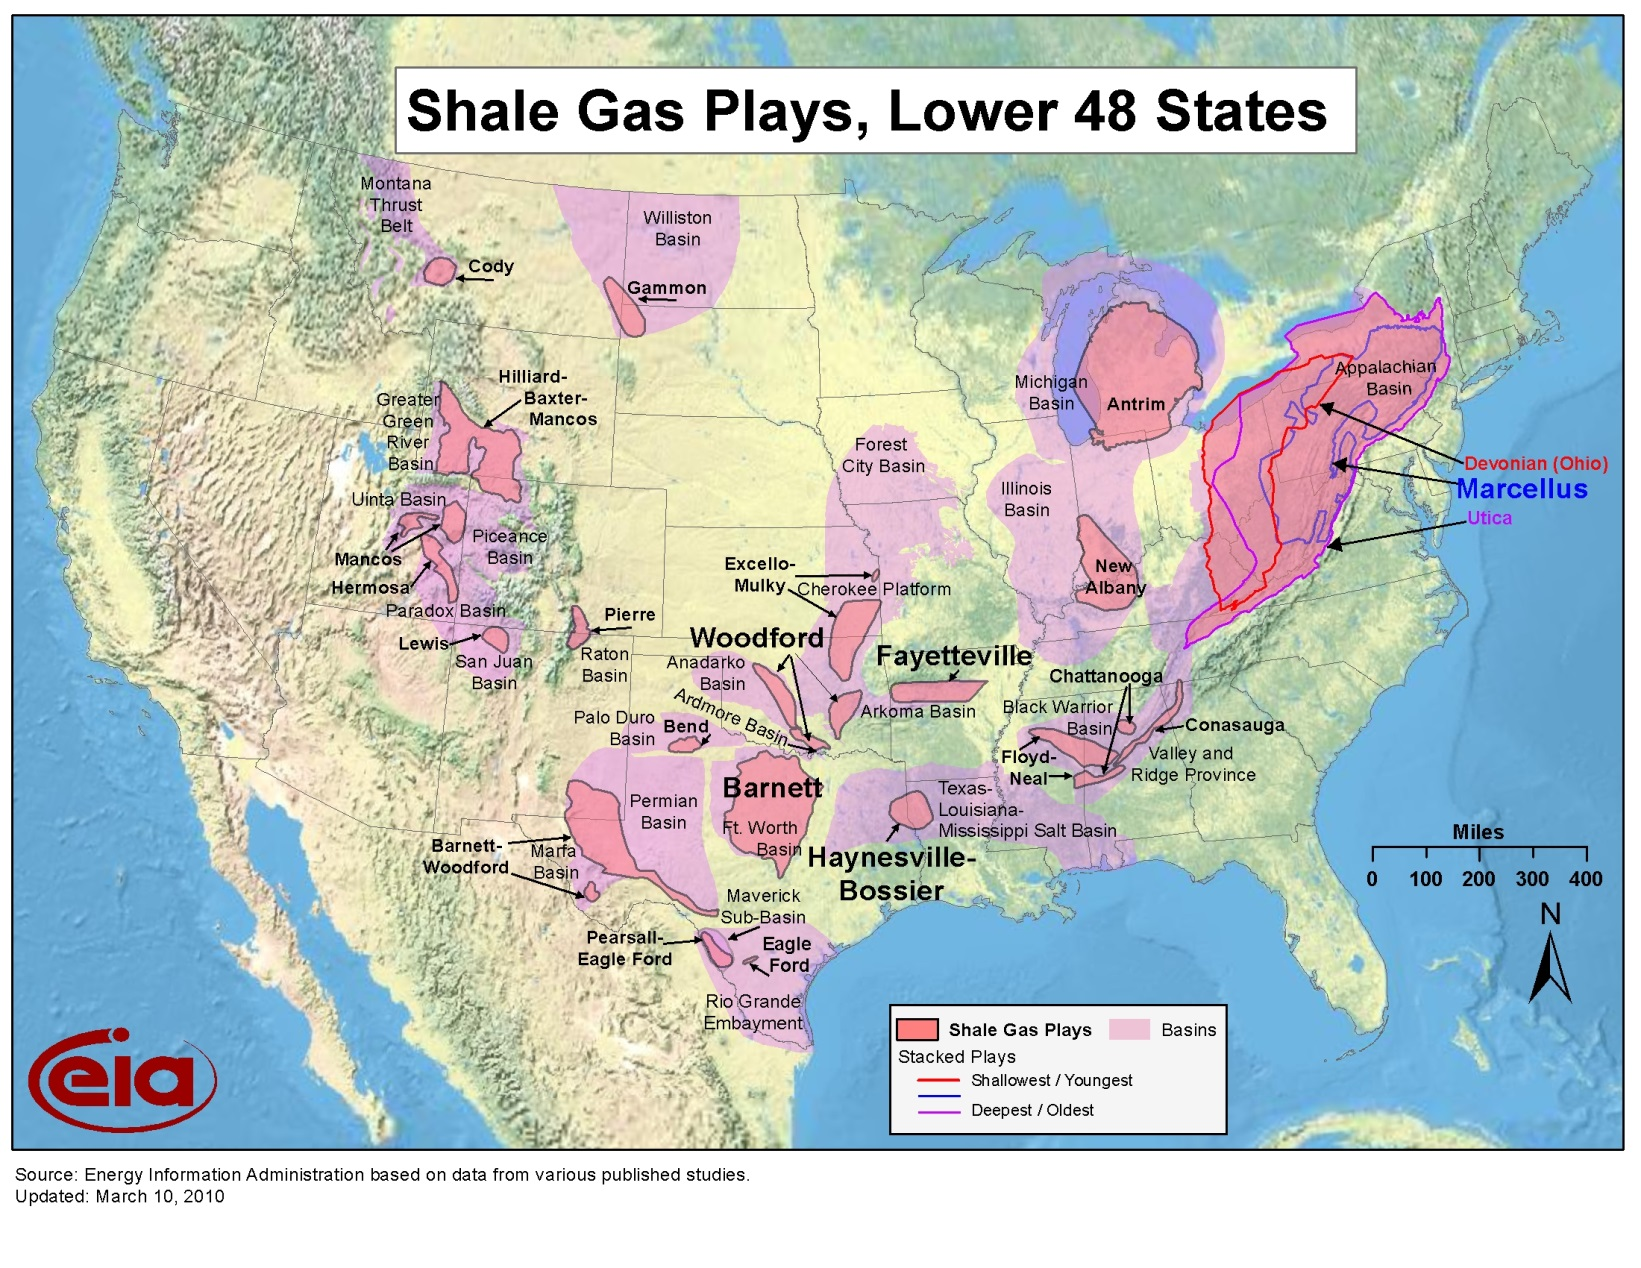 Shale Gas Plays, Lower 48 States
Montana
Thrust
Belt
Cody
Williston
Basin
Gammon
Hilliard-
Baxter-
Mancos
Greater
Green
River
Basin
Uinta Basin
Piceance
Basin
Mancos
Hermosa
Paradox Basin
Lewis
San Juan
Basin
Pierre
Raton
Basin
Michigan
Basin
Antrim
Forest
City Basin
Illinois
Basin
New
Albany
Appalachian
Basin
Devonian (Ohio)
Marcellus
Utica
Excello-
Mulky
Cherokee Platform
Woodford
Anadarko
Basin
Ardmore Basin
Fayetteville
Arkoma Basin
Palo Duro
Basin
Bend
Chattanooga
Black Warrior
Basin
Conasauga
Floyd-
Neal
Valley and
Ridge Province
Barnett
Ft. Worth
Basin
Permian
Basin
Texas-
Louisiana-
Mississippi Salt Basin
Haynesville-
Bossier
Barnett-
Woodford
Marfa
Basin
Maverick
Sub-Basin
Pearsall-
Eagle Ford
Eagle
Ford
Rio Grande
Embayment
Miles
0 100 200 300 400
N
Shale Gas Plays Basins
Stacked Plays
Shallowest / Youngest
Deepest / Oldest
eia
Source: Energy Information Administration based on data from various published studies.
Updated: March 10, 2010